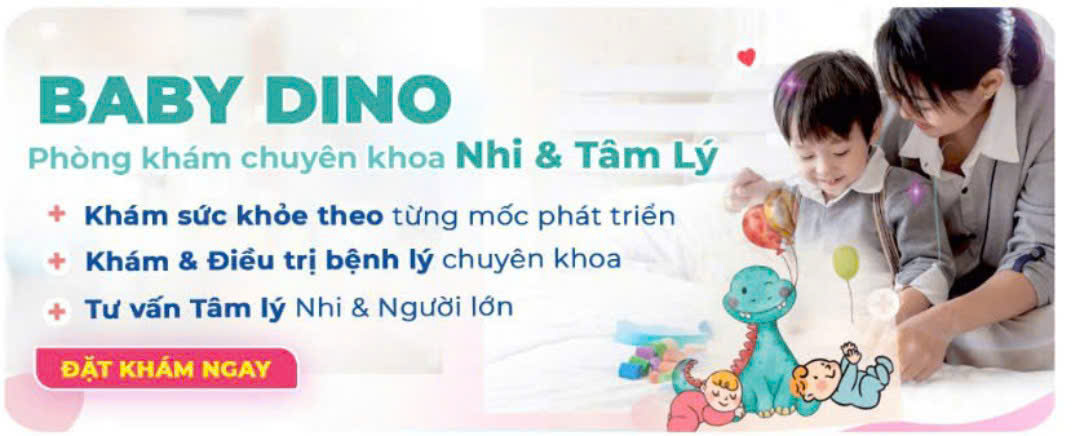 BABY DINO
Phòng khám chuyên khoa Nhi & Tâm Lý
Khám sức khỏe theo từng mốc phát triển
Khám & Điều trị bệnh lý chuyên khoa
Tư vấn Tâm lý Nhi & Người lớn
ĐẶT KHÁM NGAY